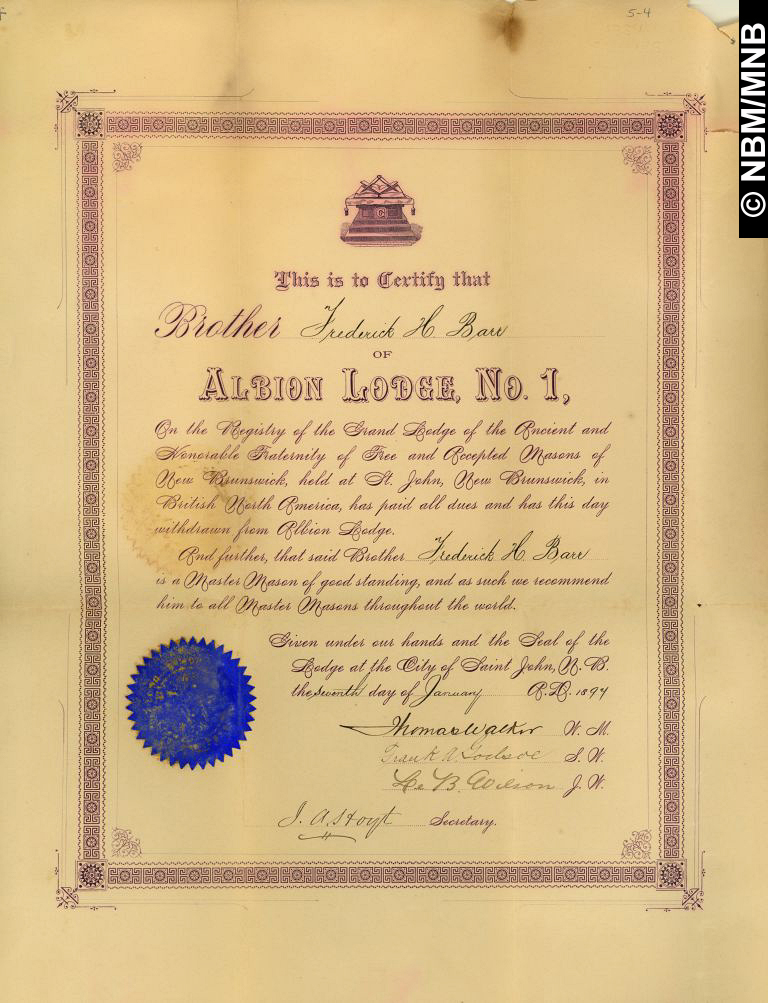 5-4
© NBM/MNB
G
This is to Certify that
Brother Frederick H Barr
OF
ALBION LODGE, NO. 1,
On the Registry of the Grand Lodge of the Ancient and
Honorable Fraternity of Free and Accepted Masons of
New Brunswick, held at St. John, New Brunswick, in
British North America, has paid all dues and has this day
withdrawn from Albion Lodge.
And further, that said Brother Frederick H. Barr
is a Master Mason of good standing, and as such we recommend
him to all Master Masons throughout the world.
Given under our hands and the Seal of the
Lodge at the City of Saint John, N. B.
the seventh day of January A.D. 1894
Thomas Walker W. M.
Frank A Godsoe S. W.
B. Wilson J. W.
J. A. Hoyt Secretary.